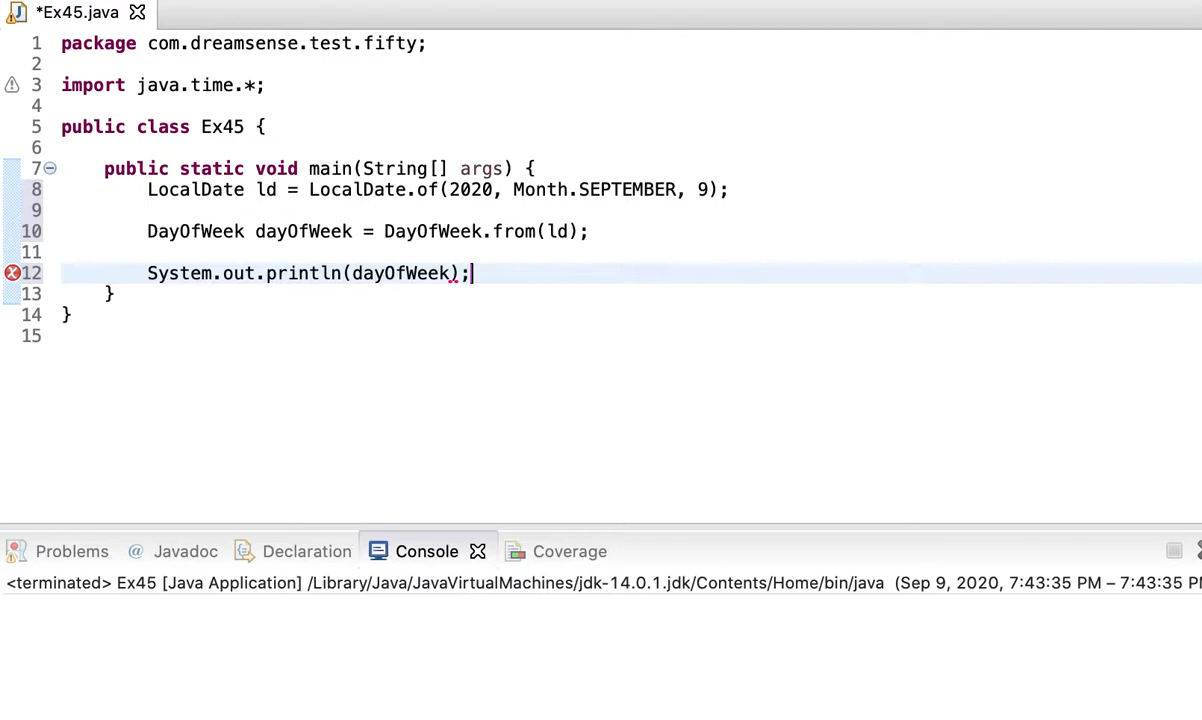 *Ex45.java
1 package com.dreamsense.test.fifty;
2
3 import java.time.*;
4
5 public class Ex45 {
6
7 public static void main(String[] args) {
8 LocalDate ld = LocalDate.of(2020, Month.SEPTEMBER, 9);
9
10 DayOfWeek dayOfWeek = DayOfWeek.from(ld);
11
12 System.out.println(dayOfWeek);
13 }
14 }
15
Problems @ Javadoc Declaration Console Coverage
<terminated> Ex45 [Java Application] /Library/Java/JavaVirtualMachines/jdk-14.0.1.jdk/Contents/Home/bin/java (Sep 9, 2020, 7:43:35 PM – 7:43:35